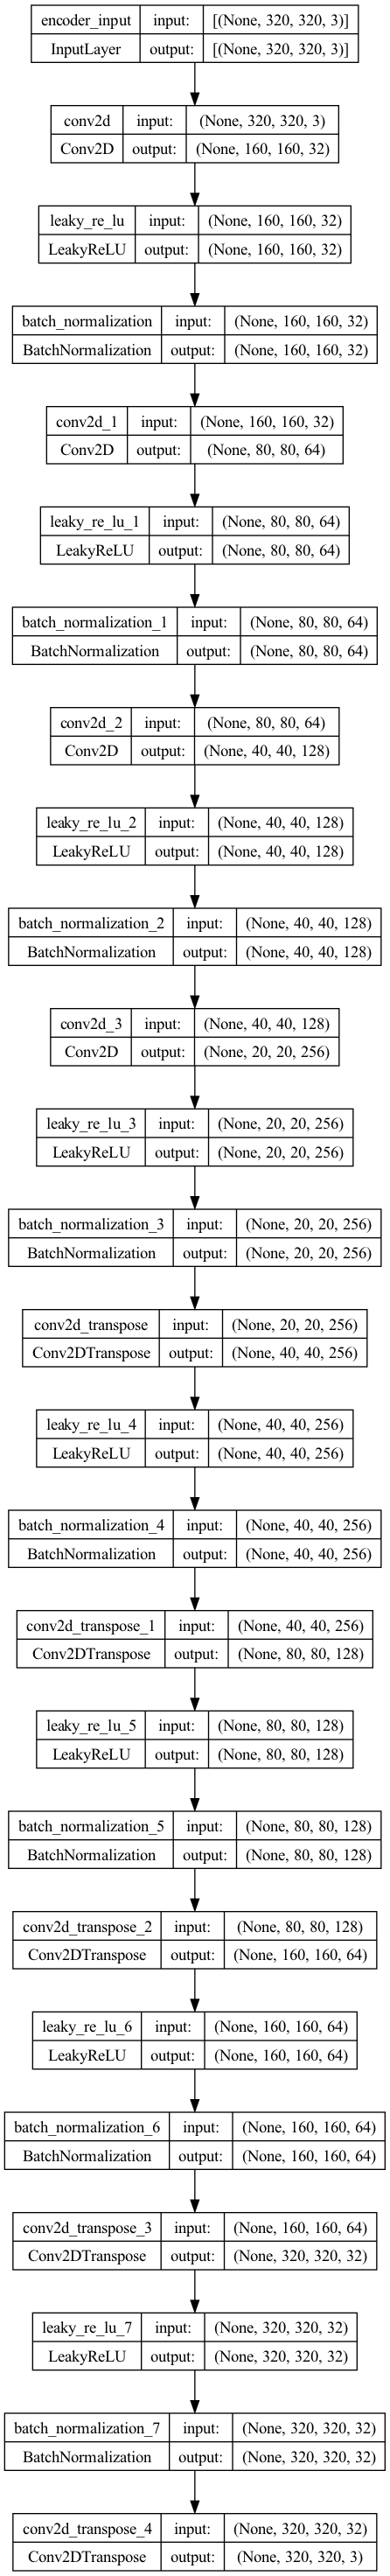 encoder_input input: [(None, 320, 320, 3)]
InputLayer output: [(None, 320, 320, 3)]
conv2d input: (None, 320, 320, 3)
Conv2D output: (None, 160, 160, 32)
leaky_re_lu input: (None, 160, 160, 32)
LeakyReLU output: (None, 160, 160, 32)
batch_normalization input: (None, 160, 160, 32)
BatchNormalization output: (None, 160, 160, 32)
conv2d_1 input: (None, 160, 160, 32)
Conv2D output: (None, 80, 80, 64)
leaky_re_lu_1 input: (None, 80, 80, 64)
LeakyReLU output: (None, 80, 80, 64)
batch_normalization_1 input: (None, 80, 80, 64)
BatchNormalization output: (None, 80, 80, 64)
conv2d_2 input: (None, 80, 80, 64)
Conv2D output: (None, 40, 40, 128)
leaky_re_lu_2 input: (None, 40, 40, 128)
LeakyReLU output: (None, 40, 40, 128)
batch_normalization_2 input: (None, 40, 40, 128)
BatchNormalization output: (None, 40, 40, 128)
conv2d_3 input: (None, 40, 40, 128)
Conv2D output: (None, 20, 20, 256)
leaky_re_lu_3 input: (None, 20, 20, 256)
LeakyReLU output: (None, 20, 20, 256)
batch_normalization_3 input: (None, 20, 20, 256)
BatchNormalization output: (None, 20, 20, 256)
conv2d_transpose input: (None, 20, 20, 256)
Conv2DTranspose output: (None, 40, 40, 256)
leaky_re_lu_4 input: (None, 40, 40, 256)
LeakyReLU output: (None, 40, 40, 256)
batch_normalization_4 input: (None, 40, 40, 256)
BatchNormalization output: (None, 40, 40, 256)
conv2d_transpose_1 input: (None, 40, 40, 256)
Conv2DTranspose output: (None, 80, 80, 128)
leaky_re_lu_5 input: (None, 80, 80, 128)
LeakyReLU output: (None, 80, 80, 128)
batch_normalization_5 input: (None, 80, 80, 128)
BatchNormalization output: (None, 80, 80, 128)
conv2d_transpose_2 input: (None, 80, 80, 128)
Conv2DTranspose output: (None, 160, 160, 64)
leaky_re_lu_6 input: (None, 160, 160, 64)
LeakyReLU output: (None, 160, 160, 64)
batch_normalization_6 input: (None, 160, 160, 64)
BatchNormalization output: (None, 160, 160, 64)
conv2d_transpose_3 input: (None, 160, 160, 64)
Conv2DTranspose output: (None, 320, 320, 32)
leaky_re_lu_7 input: (None, 320, 320, 32)
LeakyReLU output: (None, 320, 320, 32)
batch_normalization_7 input: (None, 320, 320, 32)
BatchNormalization output: (None, 320, 320, 32)
conv2d_transpose_4 input: (None, 320, 320, 32)
Conv2DTranspose output: (None, 320, 320, 3)